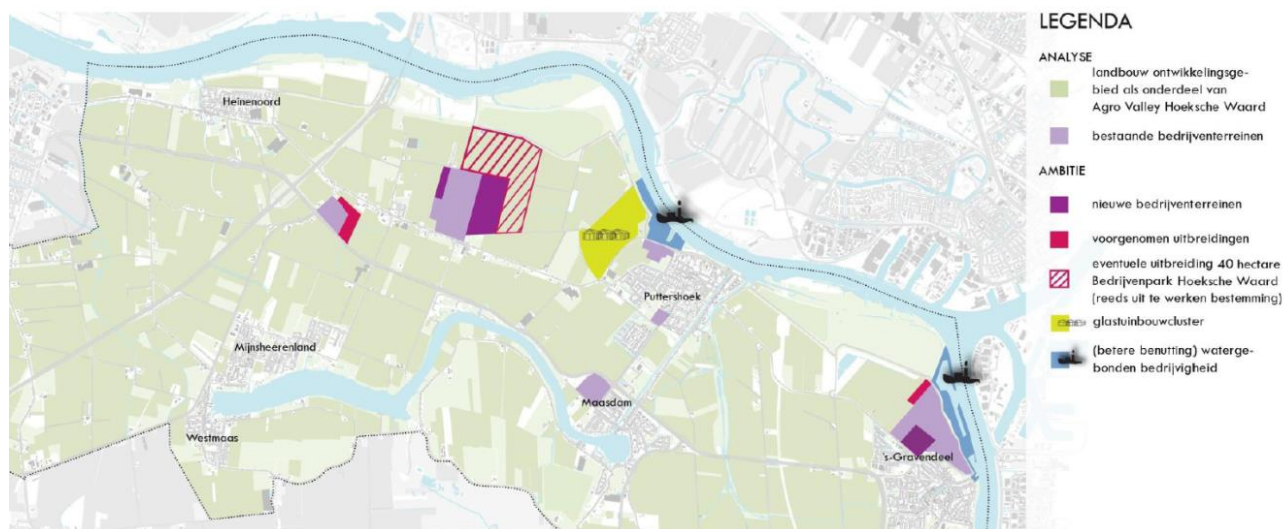 LEGENDA
ANALYSE
landbouw ontwikkelingsge-
bied als onderdeel van
Agro Valley Hoeksche Waard
bestaande bedrijventerreinen
AMBITIE
nieuwe bedrijventerreinen
voorgenomen uitbreidingen
eventuele uitbreiding 40 hectare
Bedrijvenpark Hoeksche Waard
(reeds uit te werken bestemming)
glastuinbouwcluster
(betere benutting) waterge-
bonden bedrijvigheid
Heinenoord
Puttershoek
Mijnsheerenland
Maasdam
Westmaas
's-Gravendeel